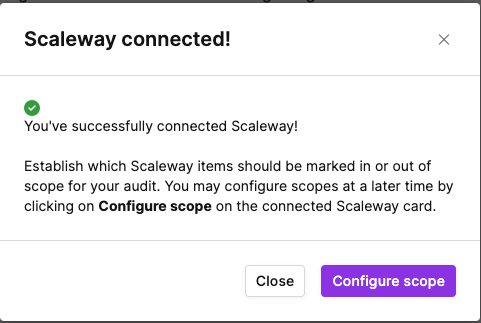 Scaleway connected!
You've successfully connected Scaleway!
Establish which Scaleway items should be marked in or out of
scope for your audit. You may configure scopes at a later time by
clicking on Configure scope on the connected Scaleway card.
Close
Configure scope